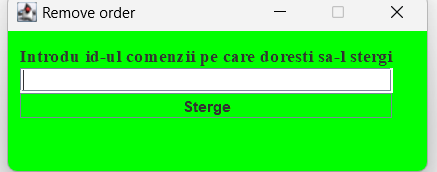 Remove order
Introdu id-ul comenzii pe care doresti sa-l stergi
Sterge